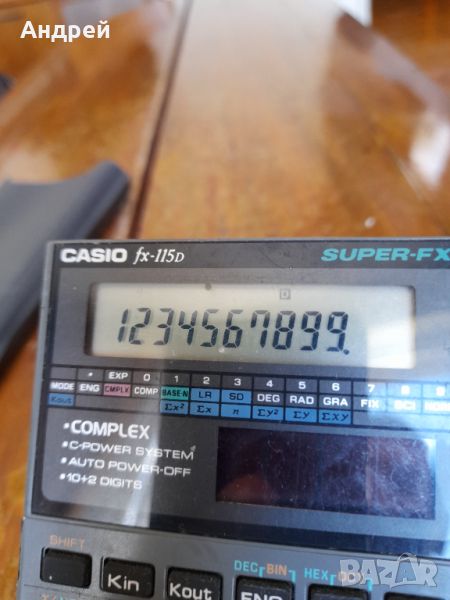 Андрей
CASIO fx-115D SUPER-FX
D
1234567899.
• EXP 0 1 2 3 4 5 6 7 8 9
MODE ENG CMPLX COMP BASE-N LR SD DEG RAD GRA FIX SCI NORM
Kout Σx² Σx n Σy² Σy Σxy
•COMPLEX
•C-POWER SYSTEM
•AUTO POWER-OFF
•10+2 DIGITS
SHIFT DEC BIN HEX
Kin Kout ENG
BAZAR